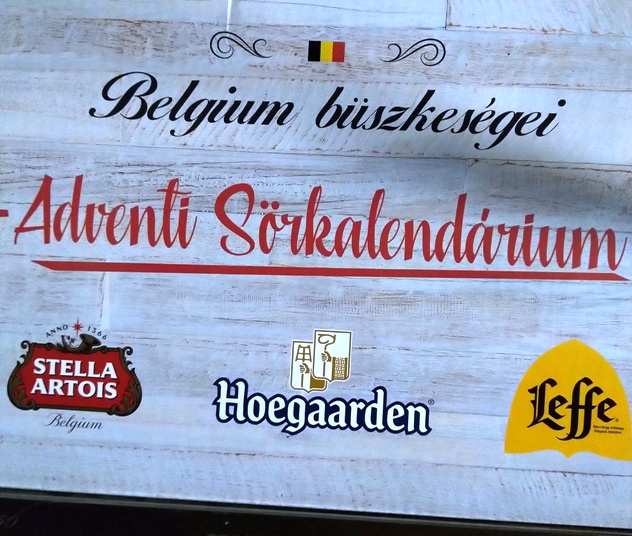 Belgium büszkeségei
Adventi Sörkalendárium
ANNO 1366
STELLA
ARTOIS
Belgium
Hoegaarden®
Leffe